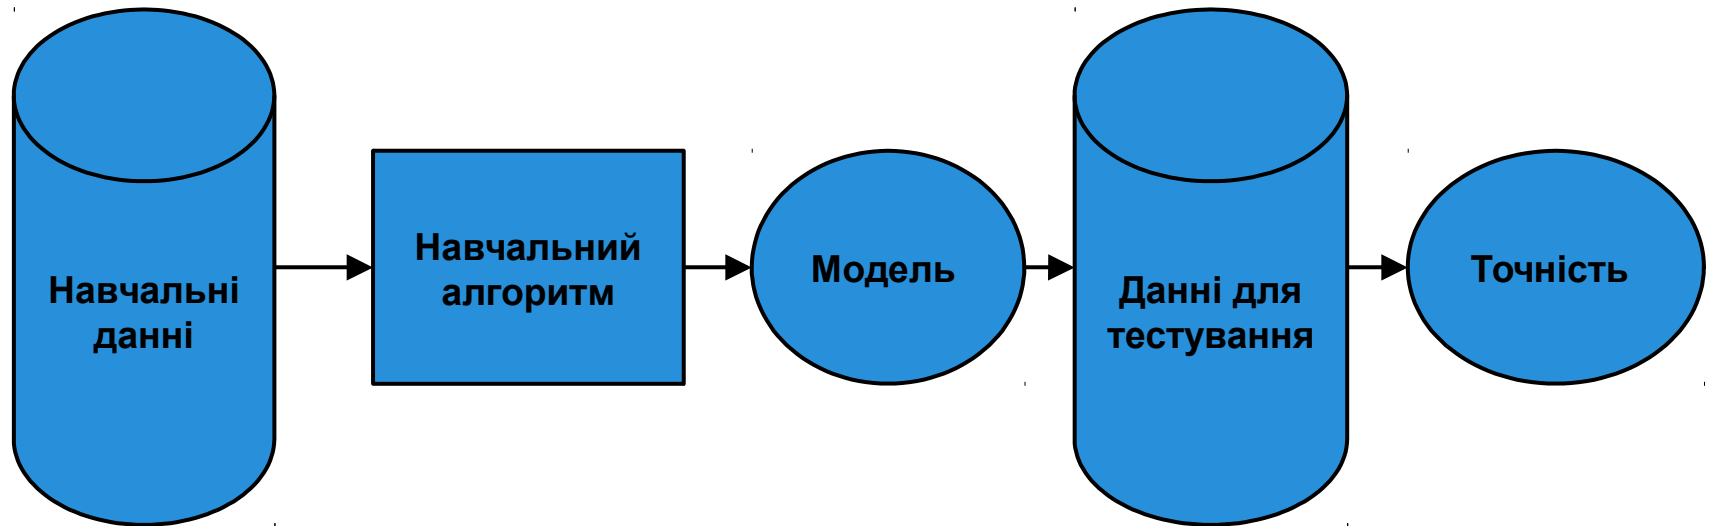 Навчальні
данні
Навчальний
алгоритм
Модель
Данні для
тестування
Точність